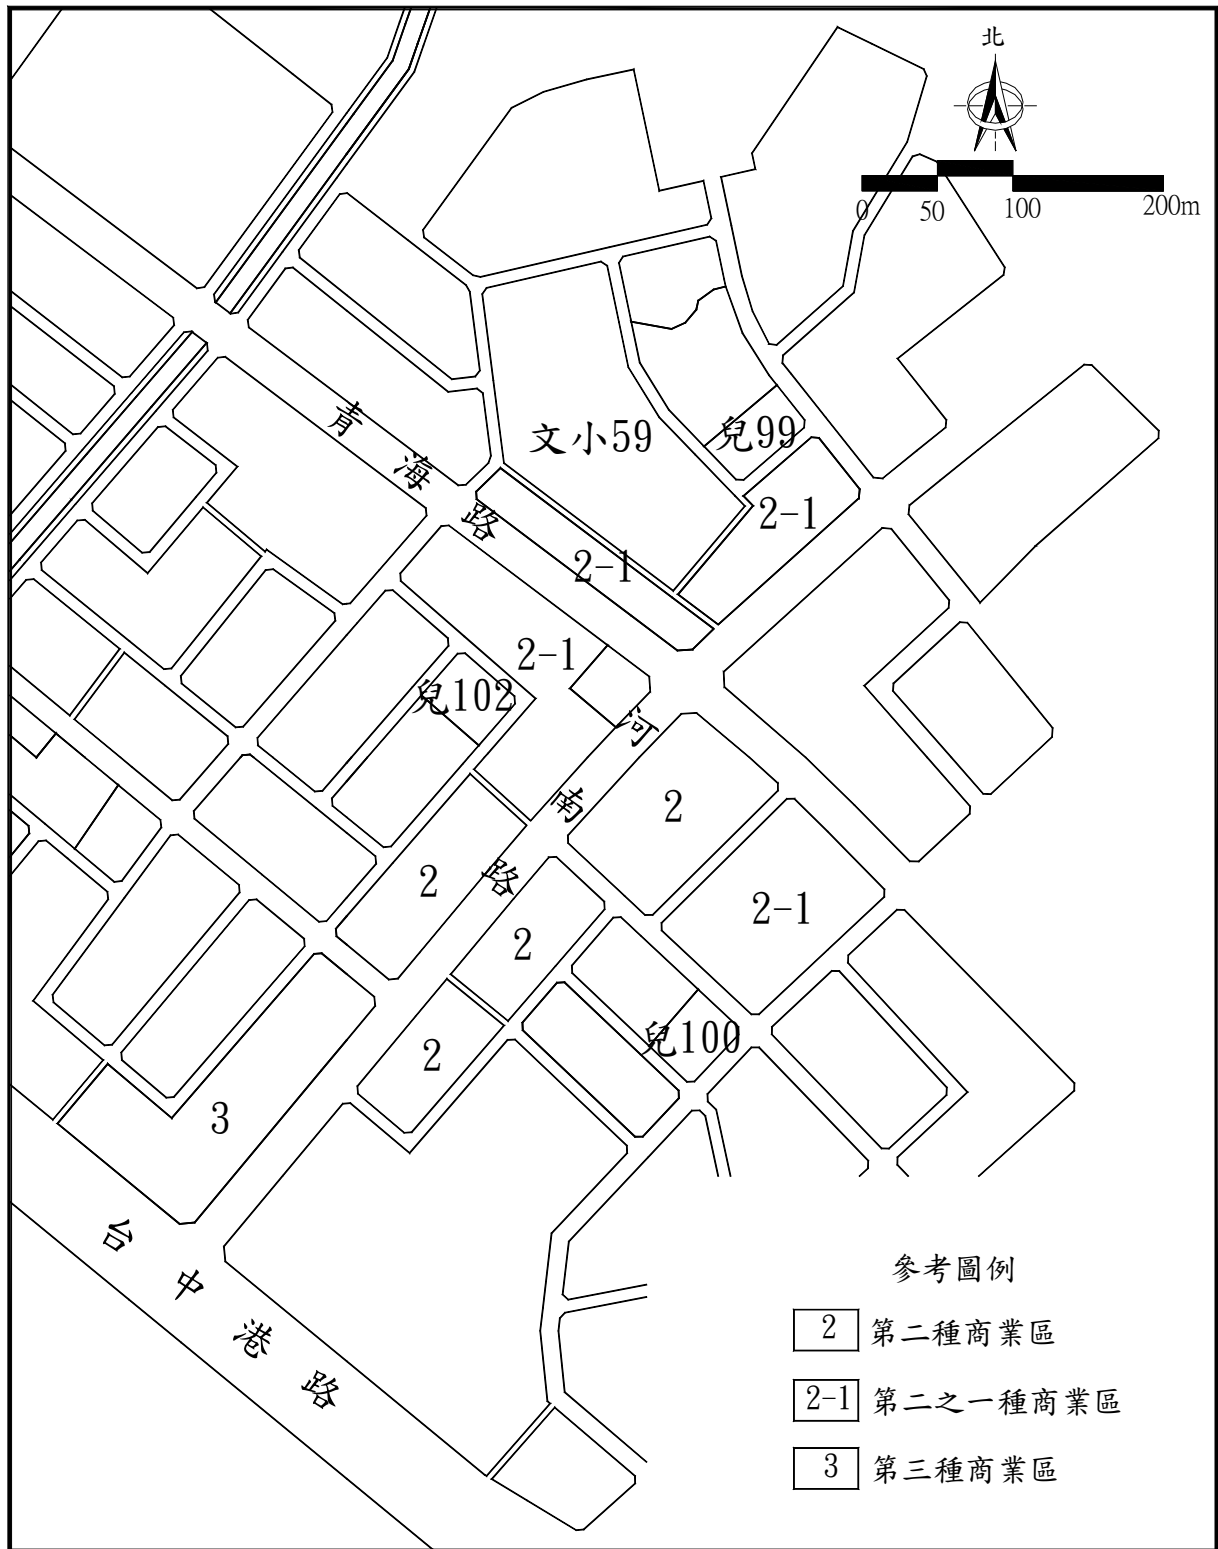 北
0 50 100 200m
青海路
文小59
兒99
2-1
2-1
2-1
兒102
河南路
2
2
2-1
2
兒100
2
3
台中港路
參考圖例
2 第二種商業區
2-1 第二之一種商業區
3 第三種商業區